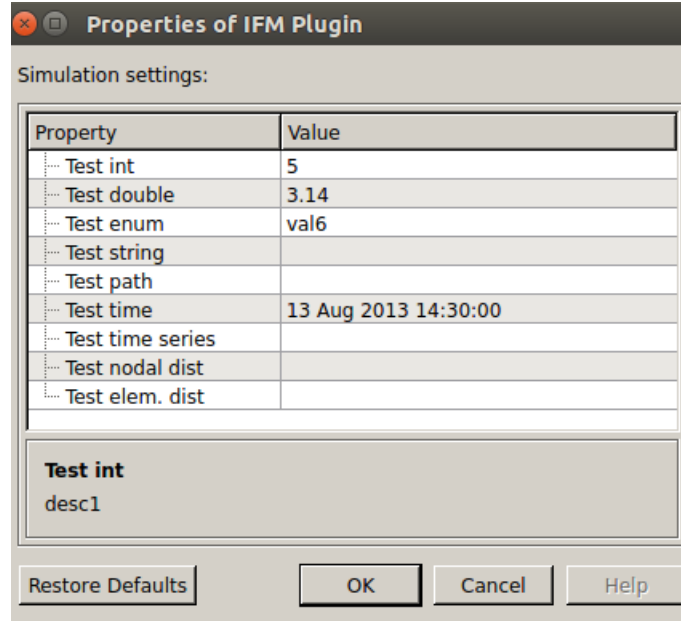 Properties of IFM Plugin
Simulation settings:
Property Value
Test int 5
Test double 3.14
Test enum val6
Test string
Test path
Test time 13 Aug 2013 14:30:00
Test time series
Test nodal dist
Test elem. dist
Test int
desc1
Restore Defaults OK Cancel Help